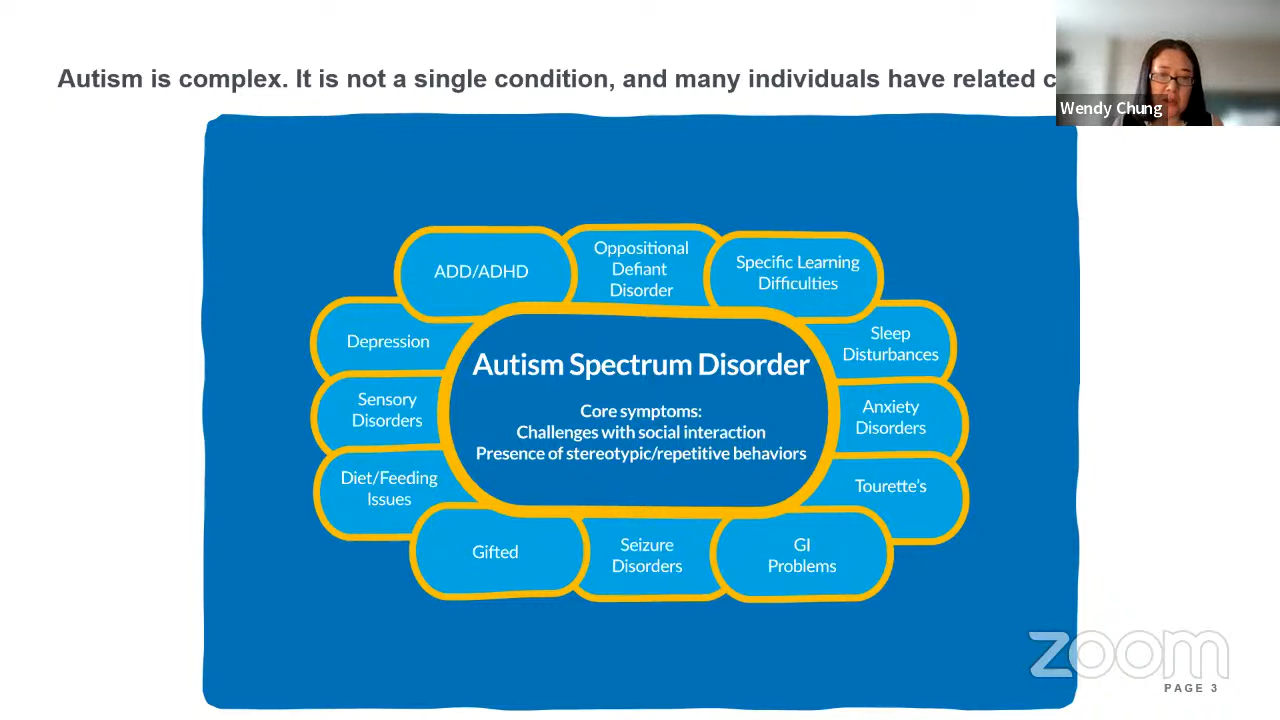 Autism is complex. It is not a single condition, and many individuals have related c
Wendy Chung
ADD/ADHD
Oppositional
Defiant
Disorder
Specific Learning
Difficulties
Depression
Sleep
Disturbances
Autism Spectrum Disorder
Core symptoms:
Challenges with social interaction
Presence of stereotypic/repetitive behaviors
Sensory
Disorders
Anxiety
Disorders
Diet/Feeding
Issues
Tourette's
Gifted
Seizure
Disorders
GI
Problems
zoom
PAGE 3